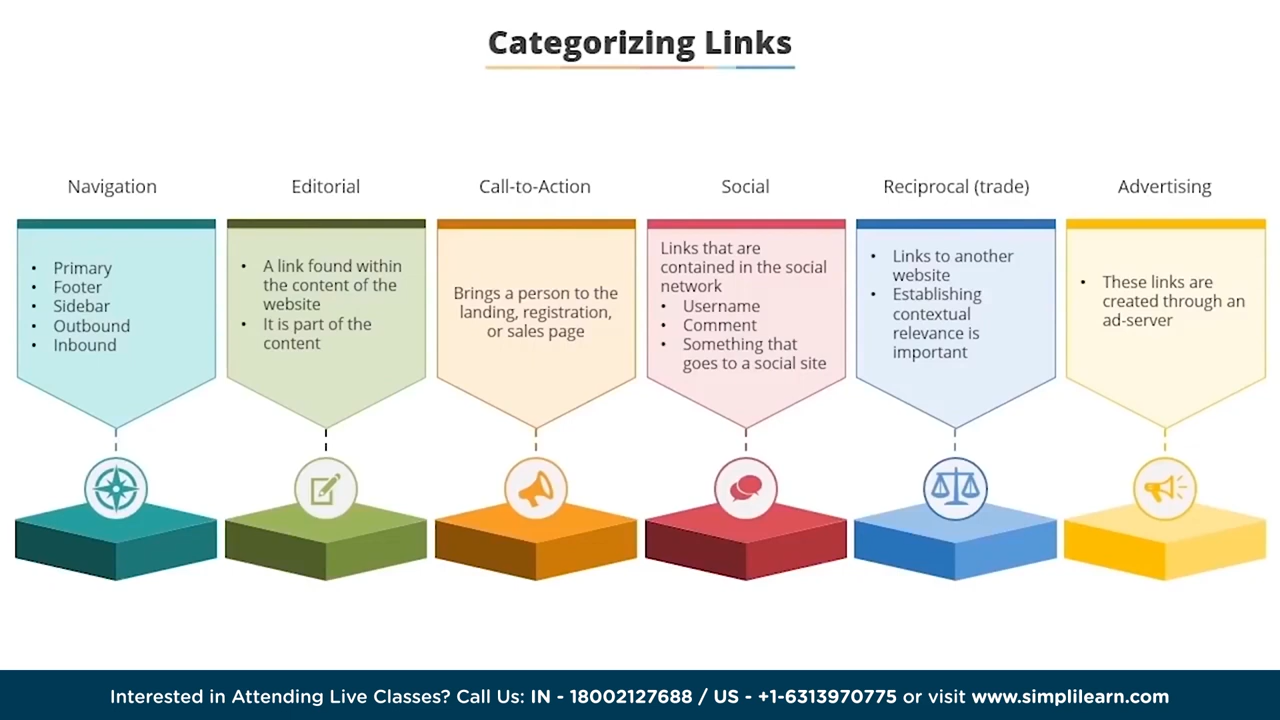 Categorizing Links
Navigation
• Primary
• Footer
• Sidebar
• Outbound
• Inbound
Editorial
• A link found within
the content of the
website
• It is part of the
content
Call-to-Action
Brings a person to the
landing, registration,
or sales page
Social
Links that are
contained in the social
network
• Username
• Comment
• Something that
goes to a social site
Reciprocal (trade)
• Links to another
website
• Establishing
contextual
relevance is
important
Advertising
• These links are
created through an
ad-server
Interested in Attending Live Classes? Call Us: IN - 18002127688 / US - +1-6313970775 or visit www.simplilearn.com